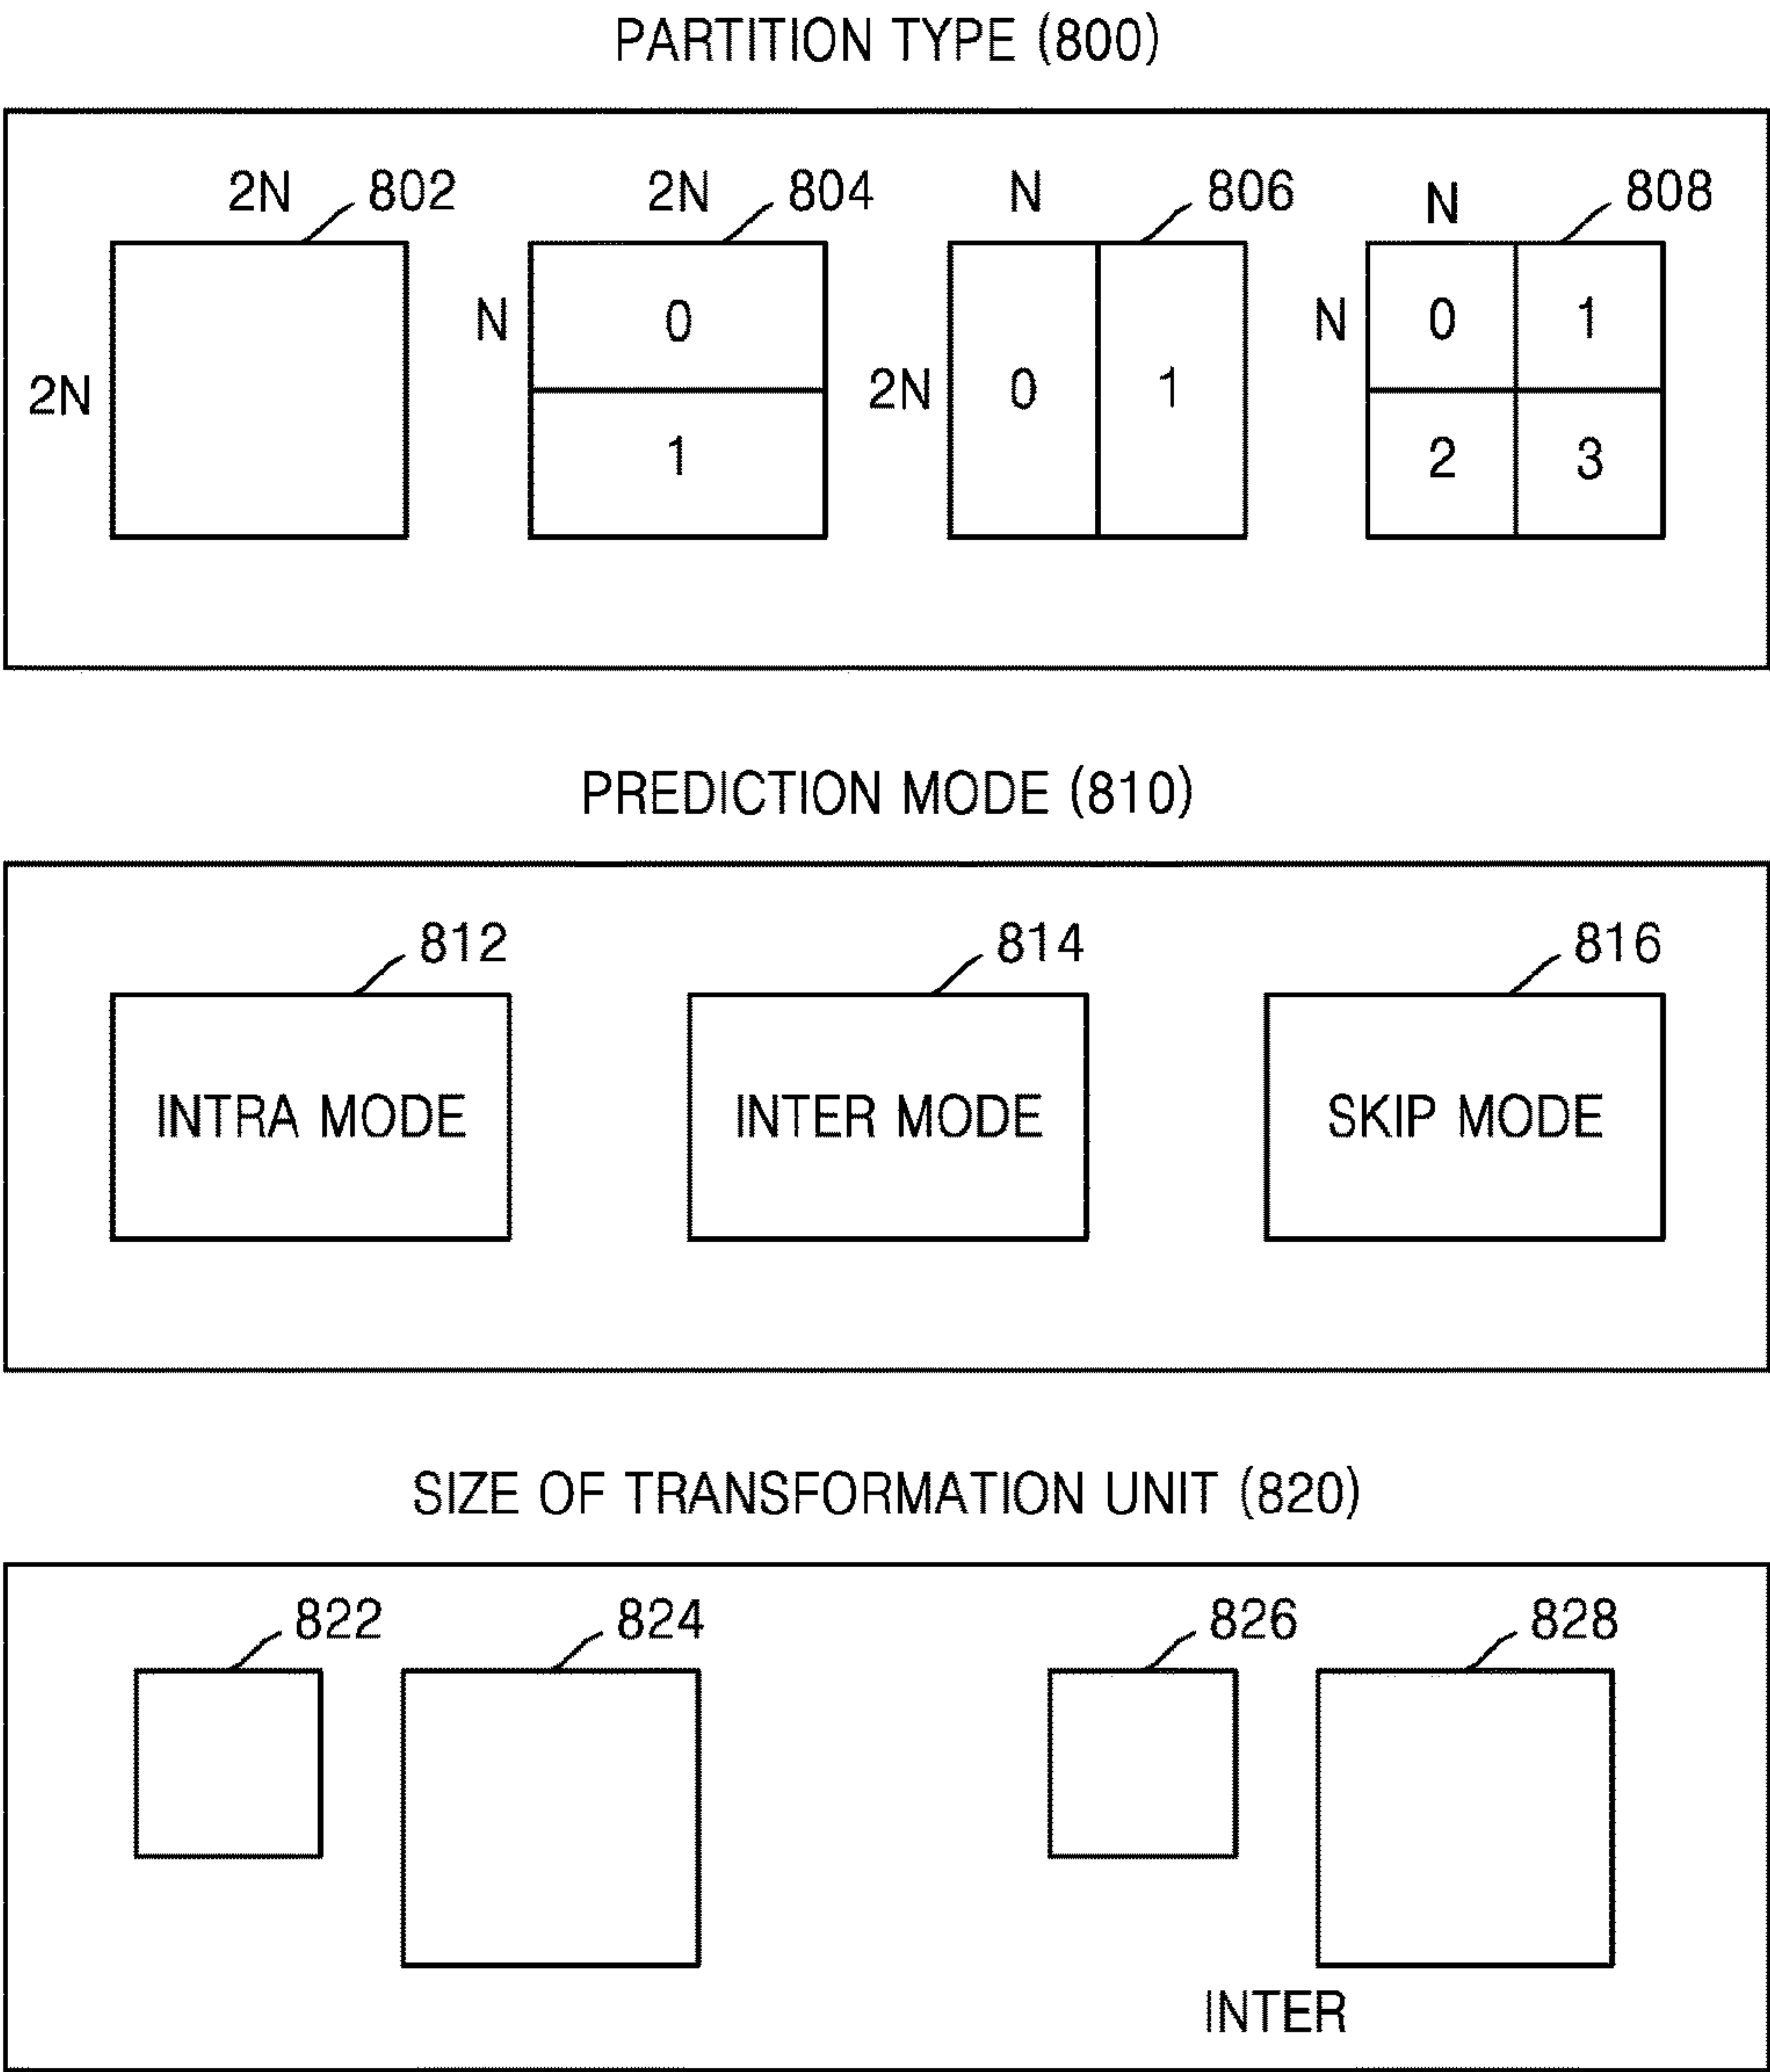 PARTITION TYPE (800)
2N 802 2N 804 N 806 N 808
N 0 N 0 1
2N 2N 0 1
1 2 3
PREDICTION MODE (810)
812 814 816
INTRA MODE INTER MODE SKIP MODE
SIZE OF TRANSFORMATION UNIT (820)
822 824 826 828
INTER